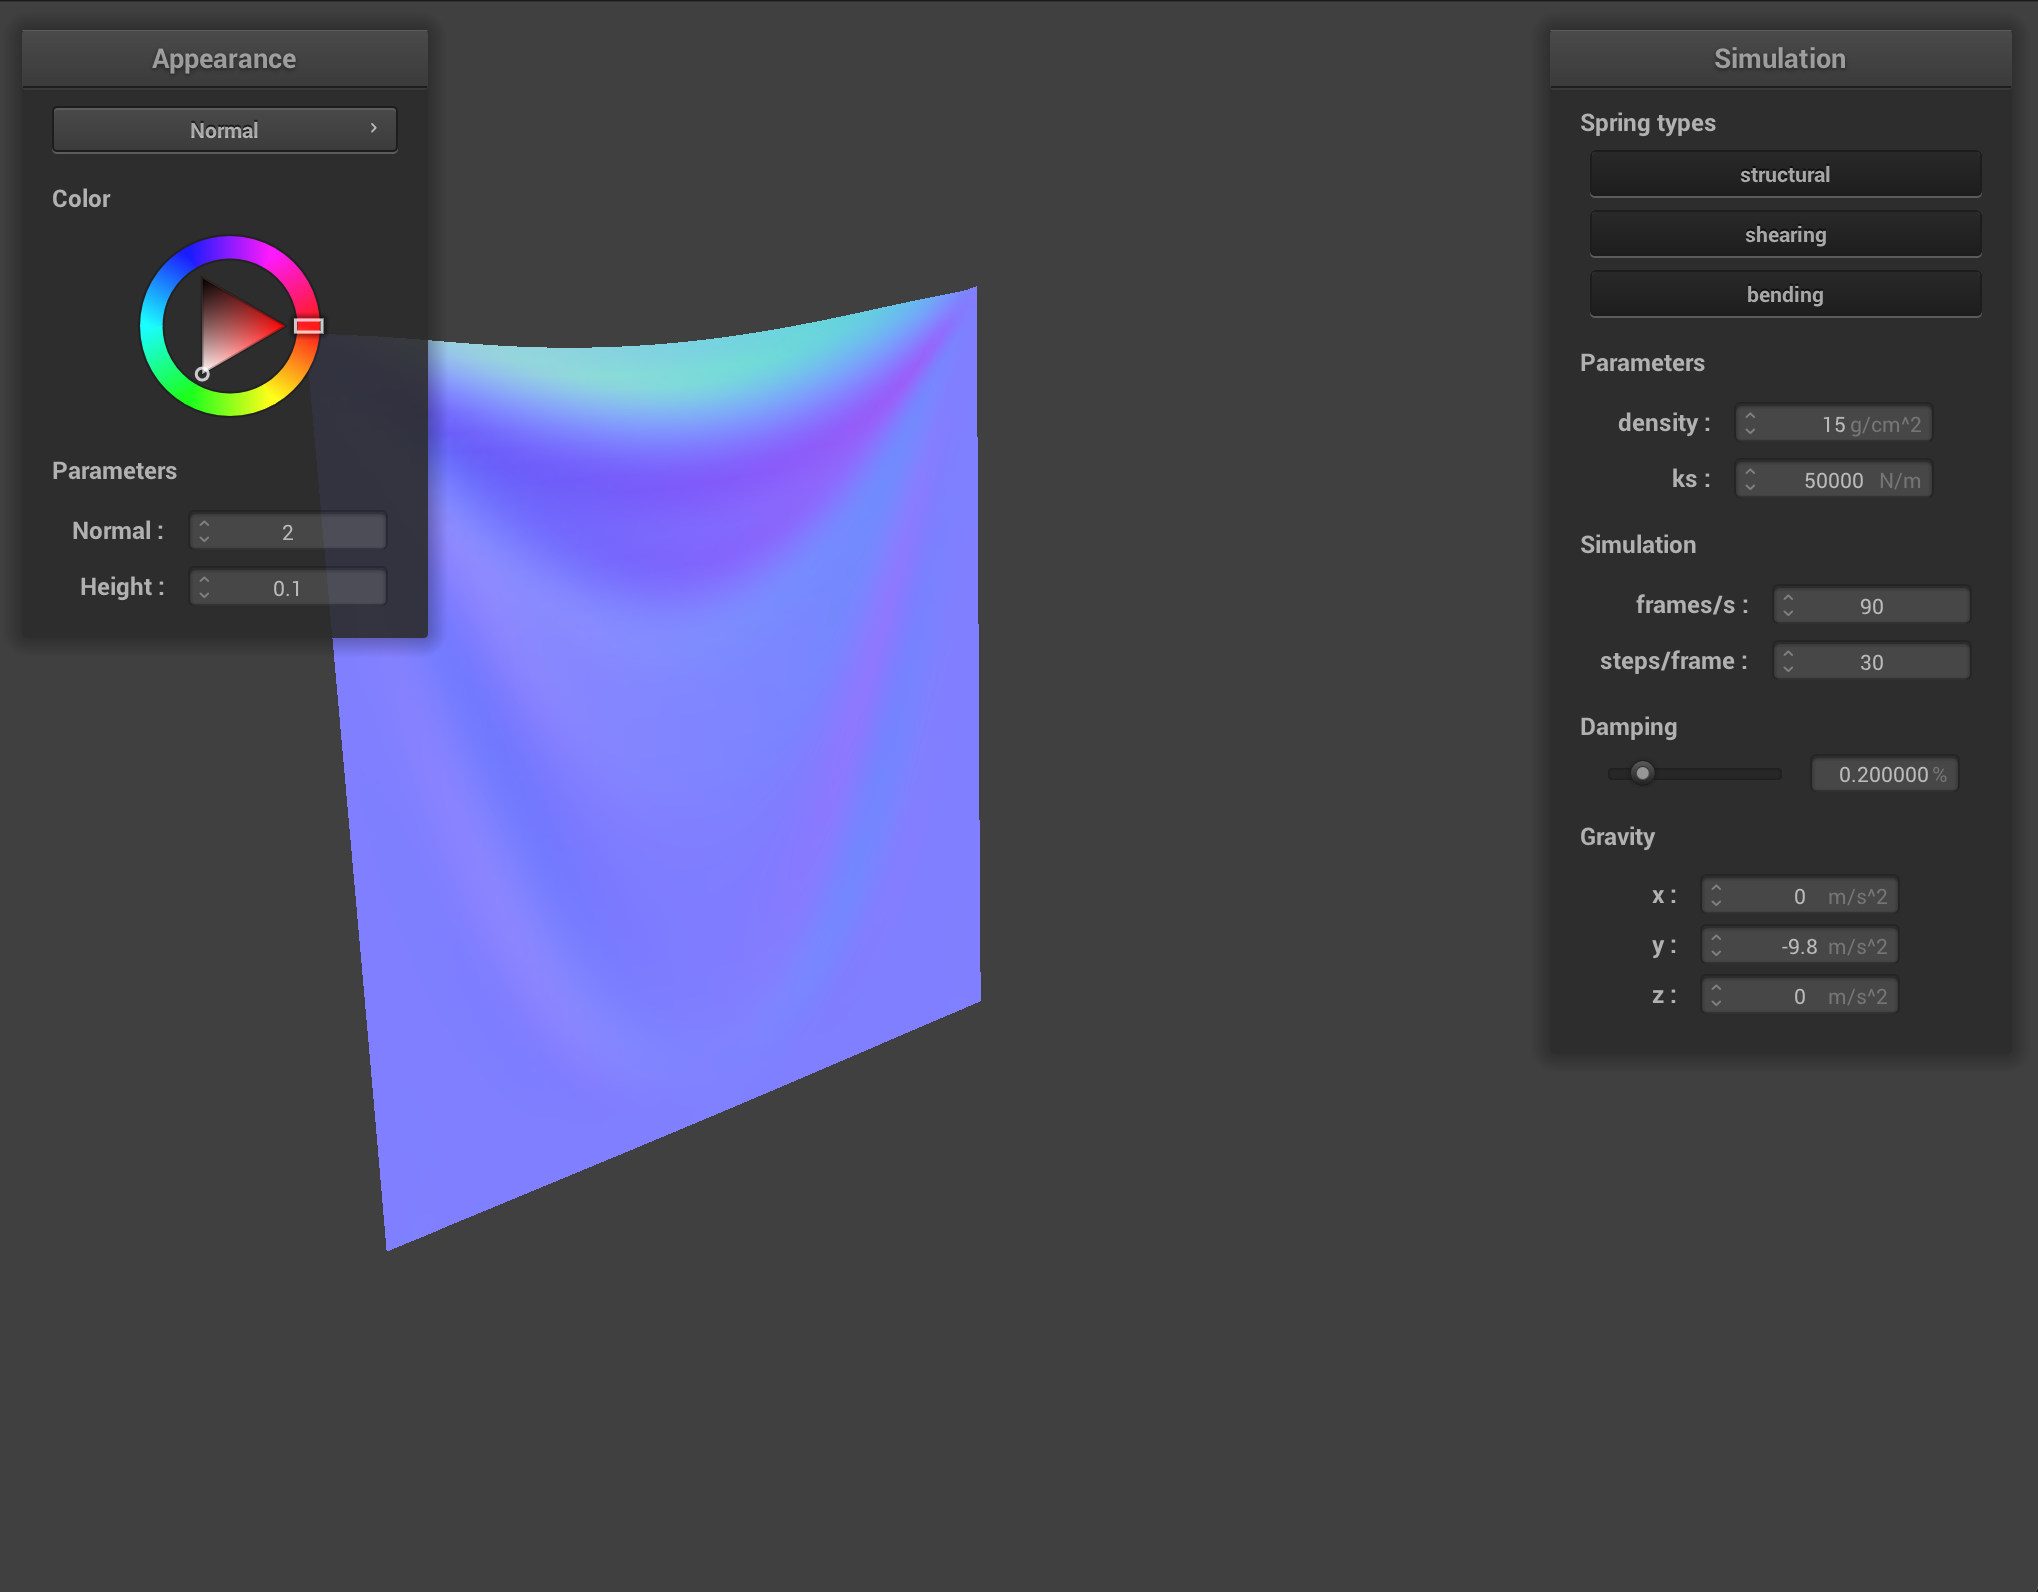 Appearance
Normal
Color
Parameters
Normal : 2
Height : 0.1
Simulation
Spring types
structural
shearing
bending
Parameters
density : 15 g/cm^2
ks : 50000 N/m
Simulation
frames/s : 90
steps/frame : 30
Damping
0.200000 %
Gravity
x : 0 m/s^2
y : -9.8 m/s^2
z : 0 m/s^2